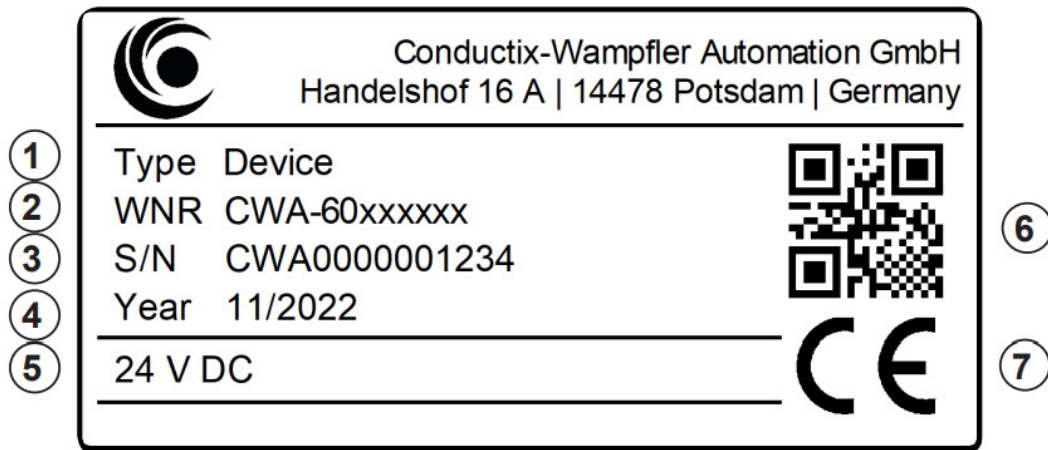 Conductix-Wampfler Automation GmbH
Handelshof 16 A | 14478 Potsdam | Germany
1 Type Device
2 WNR CWA-60xxxxxx
3 S/N CWA0000001234
4 Year 11/2022
5 24 V DC
6
CE 7